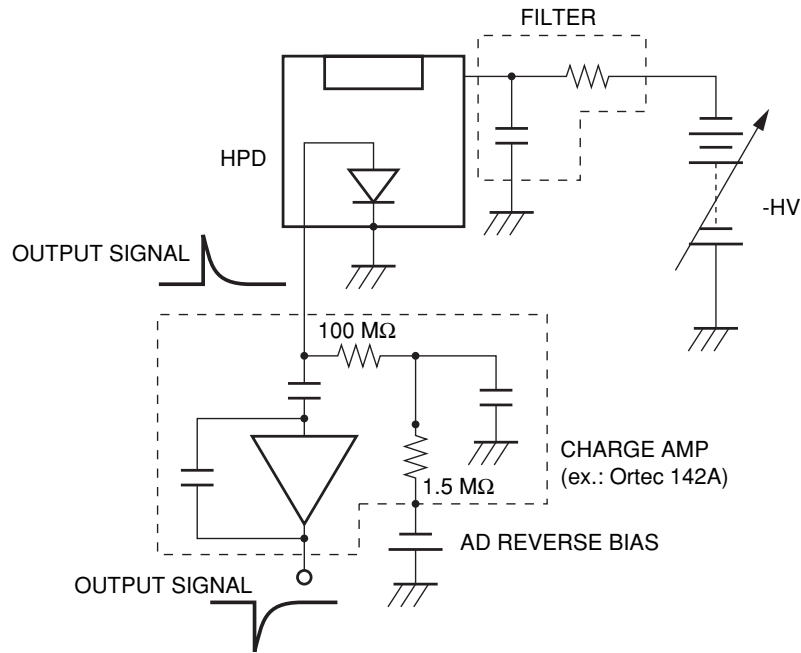 FILTER
HPD
-HV
OUTPUT SIGNAL
100 MΩ
CHARGE AMP
(ex.: Ortec 142A)
1.5 MΩ
AD REVERSE BIAS
OUTPUT SIGNAL